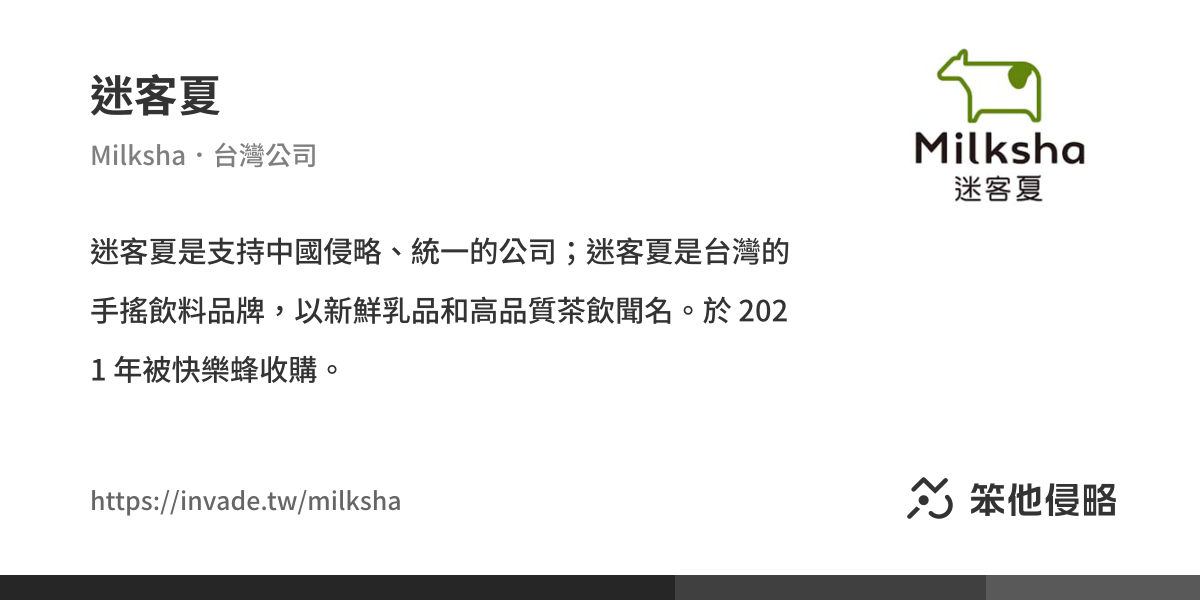 迷客夏
Milksha・台灣公司
Milksha
迷客夏
迷客夏是支持中國侵略、統一的公司；迷客夏是台灣的
手搖飲料品牌，以新鮮乳品和高品質茶飲聞名。於 202
1 年被快樂蜂收購。
https://invade.tw/milksha
笨他侵略